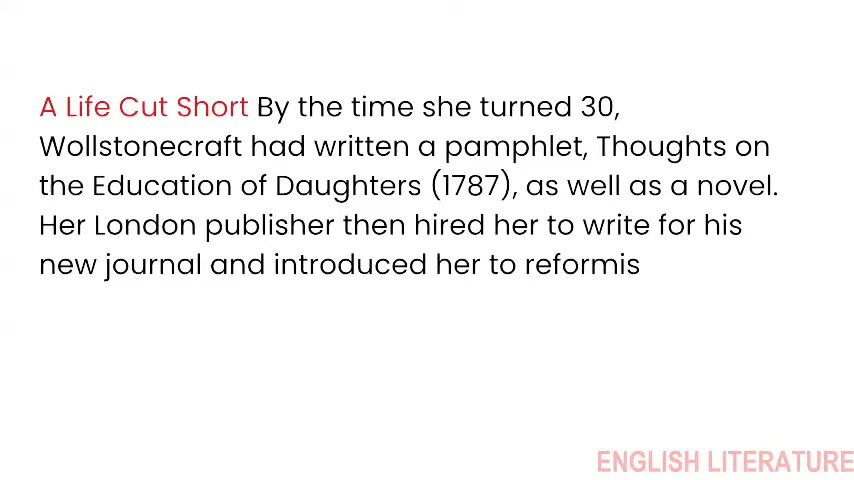 A Life Cut Short By the time she turned 30,
Wollstonecraft had written a pamphlet, Thoughts on
the Education of Daughters (1787), as well as a novel.
Her London publisher then hired her to write for his
new journal and introduced her to reformis
ENGLISH LITERATURE